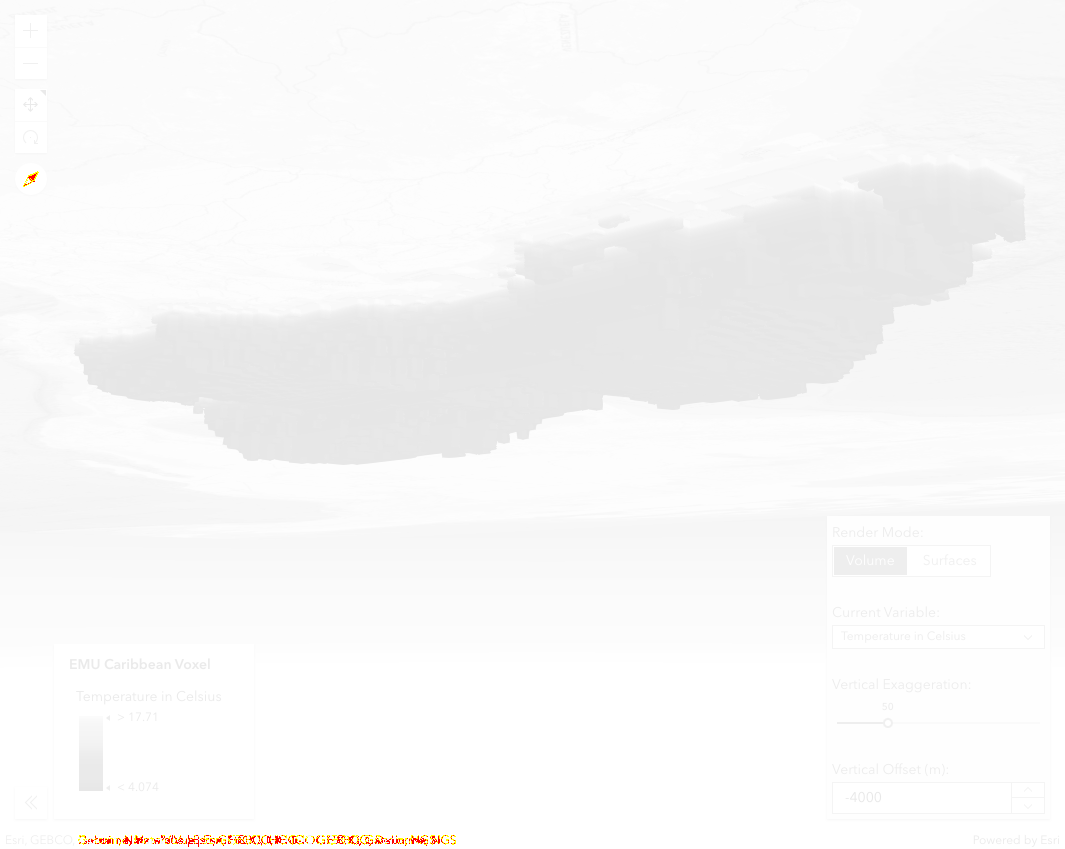 Render Mode:
Volume Surfaces
Current Variable:
Temperature in Celsius
EMU Caribbean Voxel
Temperature in Celsius
> 17.71
< 4.074
Vertical Exaggeration:
50
Vertical Offset (m):
-4000
Esri, GEBCO,
Powered by Esri